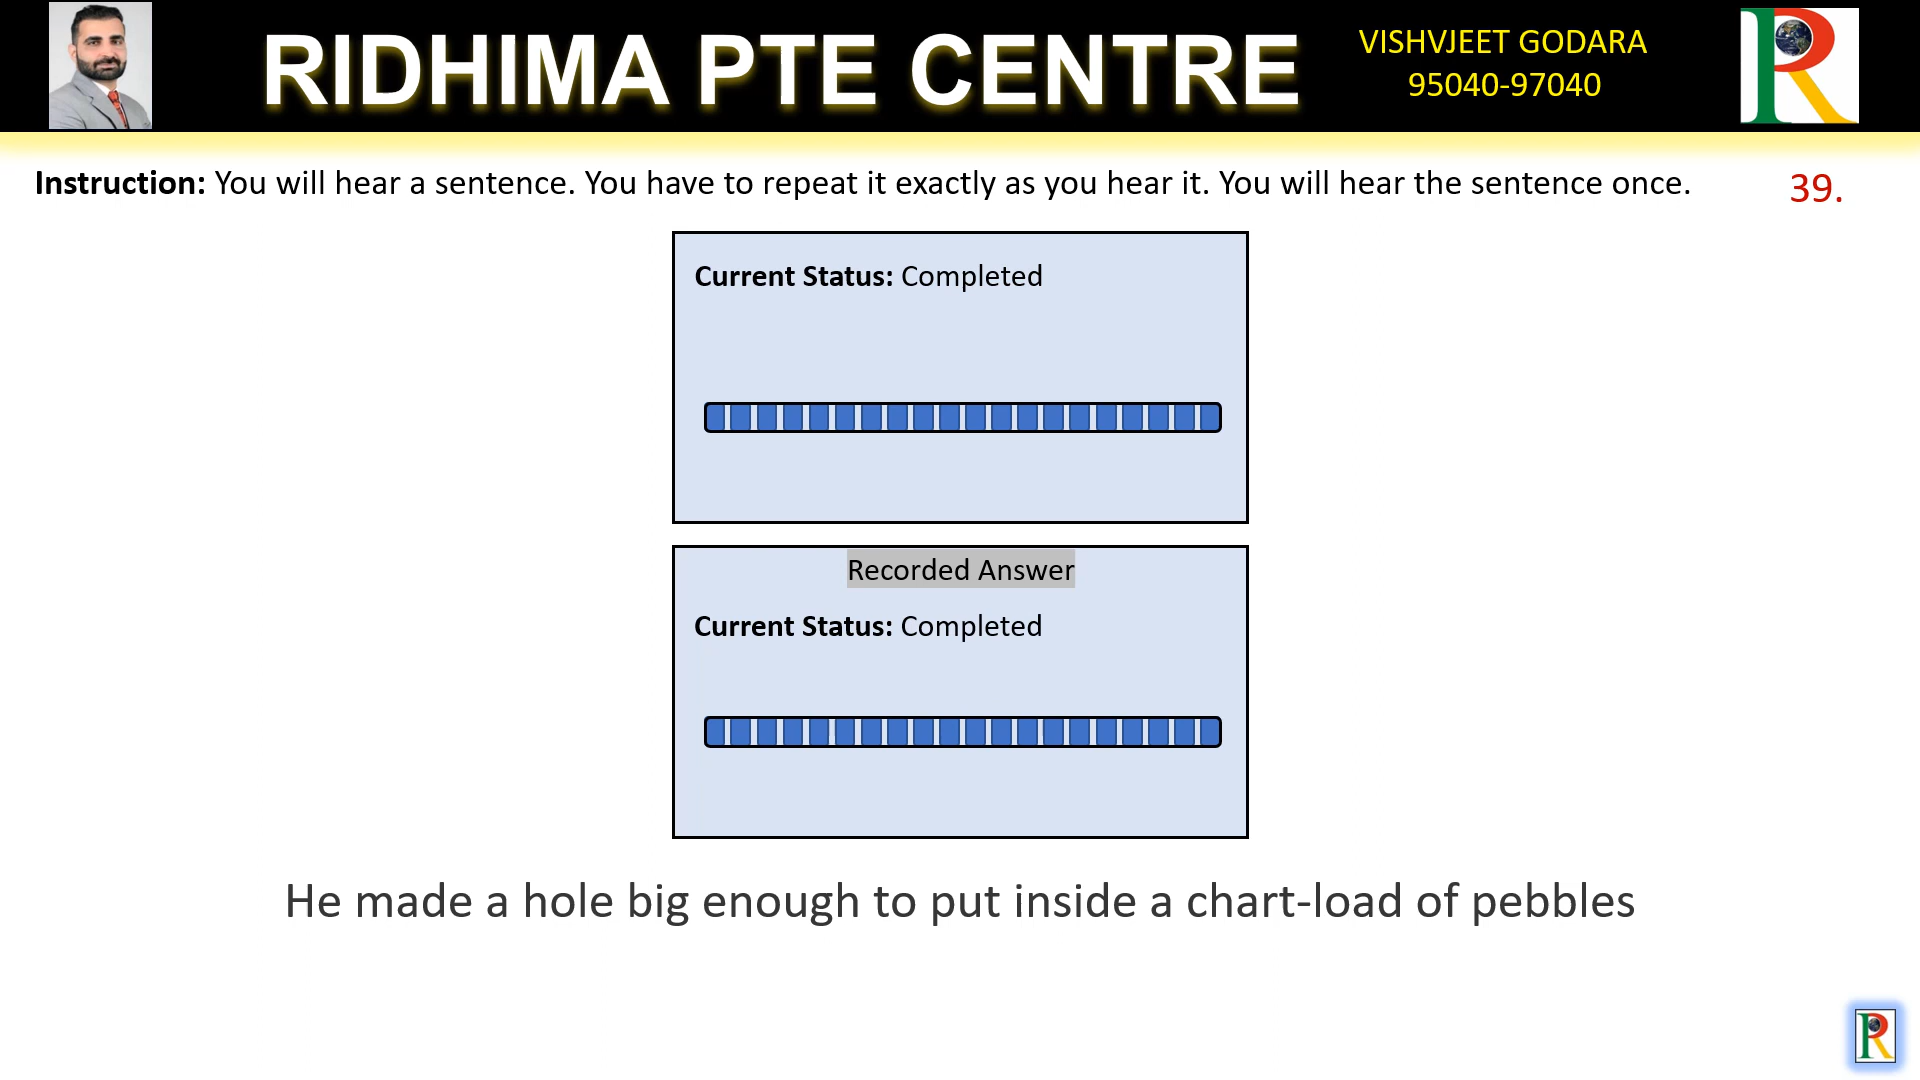 RIDHIMA PTE CENTRE
VISHVJEET GODARA
95040-97040
Instruction: You will hear a sentence. You have to repeat it exactly as you hear it. You will hear the sentence once.
39.
Current Status: Completed
Recorded Answer
Current Status: Completed
He made a hole big enough to put inside a chart-load of pebbles